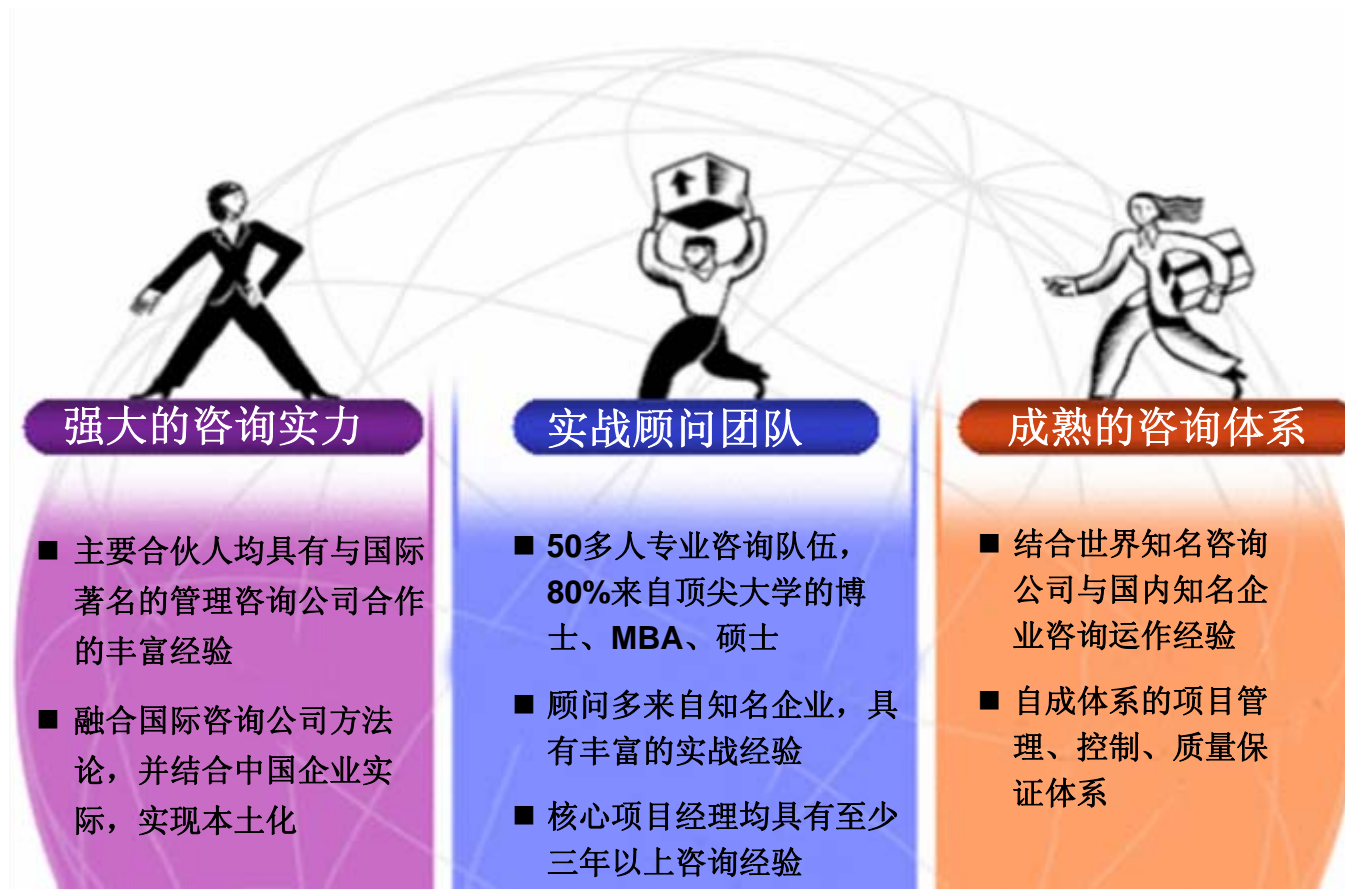 强大的咨询实力
■ 主要合伙人均具有与国际
著名的管理咨询公司合作
的丰富经验
■ 融合国际咨询公司方法
论，并结合中国企业实
际，实现本土化
实战顾问团队
■ 50多人专业咨询队伍，
80%来自顶尖大学的博
士、MBA、硕士
■ 顾问多来自知名企业，具
有丰富的实战经验
■ 核心项目经理均具有至少
三年以上咨询经验
成熟的咨询体系
■ 结合世界知名咨询
公司与国内知名企
业咨询运作经验
■ 自成体系的项目管
理、控制、质量保
证体系